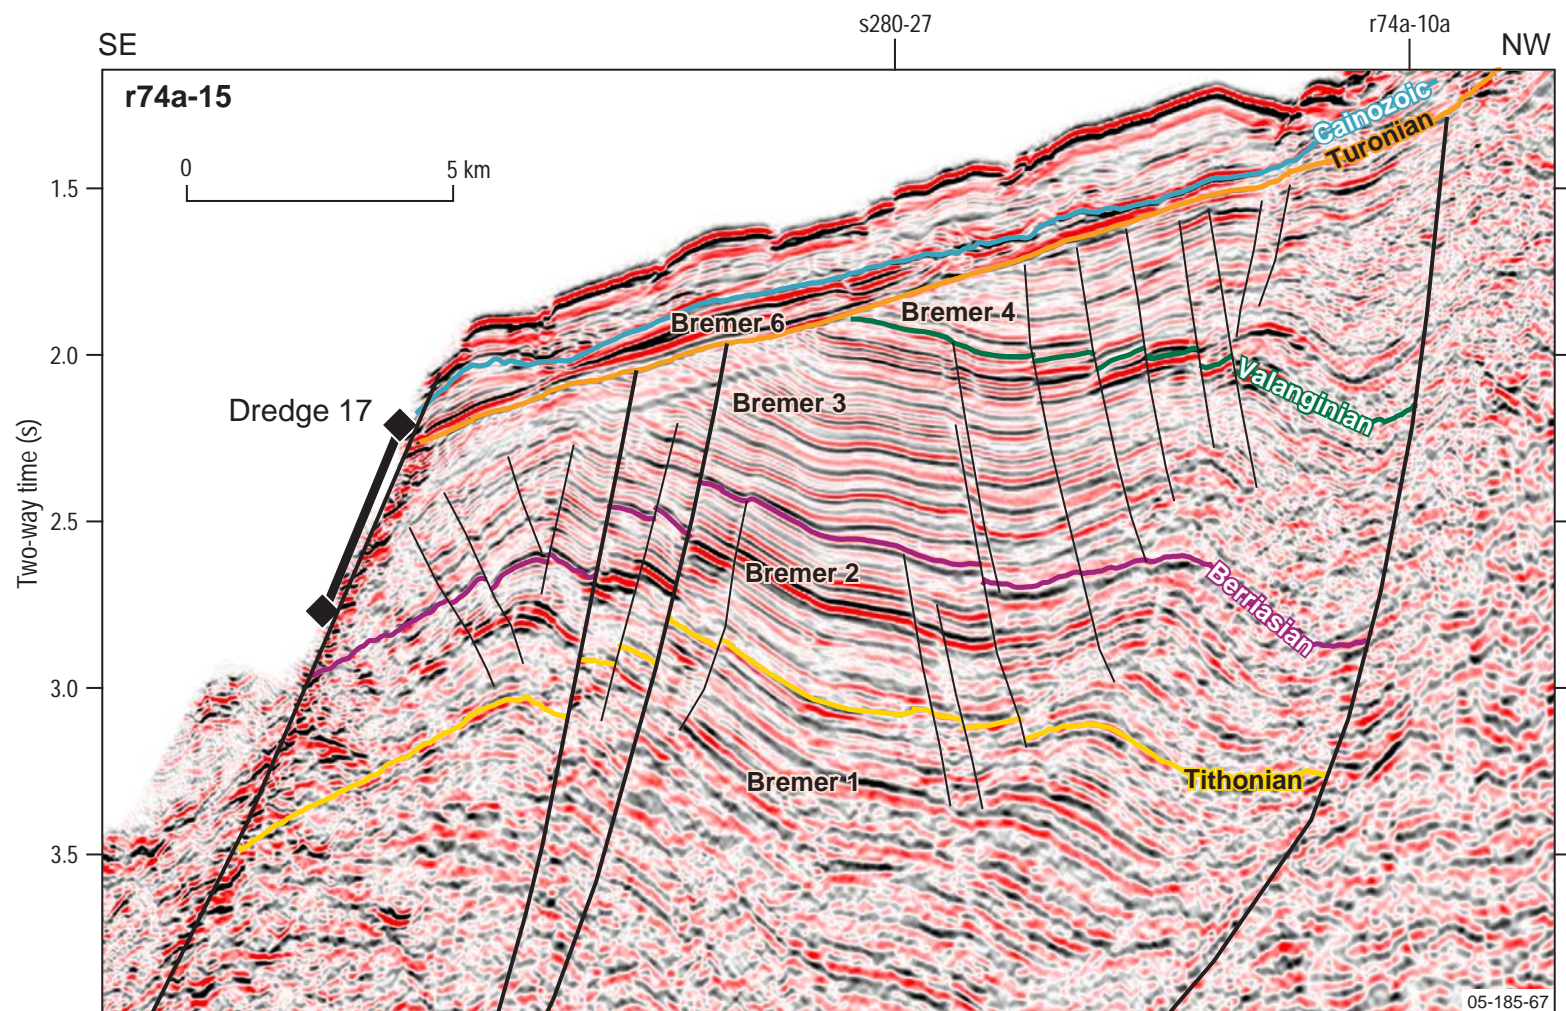 s280-27
r74a-10a
SE
NW
r74a-15
0
5 km
Cainozoic
Turonian
1.5
2.0
2.5
3.0
3.5
Two-way time (s)
Bremer 6
Bremer 4
Valanginian
Dredge 17
Bremer 3
Bremer 2
Berriasian
Bremer 1
Tithonian
05-185-67